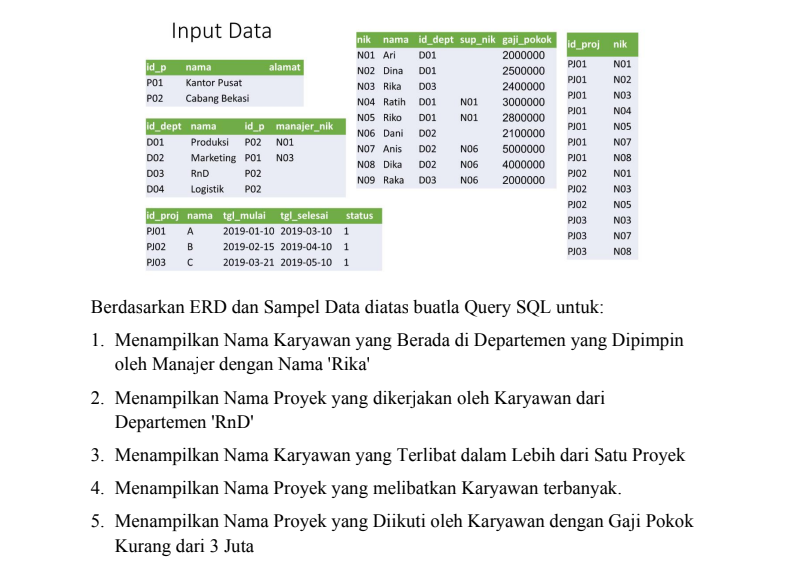 Input Data
id_p nama alamat
P01 Kantor Pusat
P02 Cabang Bekasi
id_dept nama id_p manajer_nik
D01 Produksi P02 N01
D02 Marketing P01 N03
D03 RnD P02
D04 Logistik P02
id_proj nama tgl_mulai tgl_selesai status
PJ01 A 2019-01-10 2019-03-10 1
PJ02 B 2019-02-15 2019-04-10 1
PJ03 C 2019-03-21 2019-05-10 1
nik nama id_dept sup_nik gaji_pokok
N01 Ari D01 2000000
N02 Dina D01 2500000
N03 Rika D03 2400000
N04 Ratih D01 N01 3000000
N05 Riko D01 N01 2800000
N06 Dani D02 2100000
N07 Anis D02 N06 5000000
N08 Dika D02 N06 4000000
N09 Raka D03 N06 2000000
id_proj nik
PJ01 N01
PJ01 N02
PJ01 N03
PJ01 N04
PJ01 N05
PJ01 N07
PJ01 N08
PJ02 N01
PJ02 N03
PJ02 N05
PJ03 N03
PJ03 N07
PJ03 N08
Berdasarkan ERD dan Sampel Data diatas buatla Query SQL untuk:
1. Menampilkan Nama Karyawan yang Berada di Departemen yang Dipimpin
oleh Manajer dengan Nama 'Rika'
2. Menampilkan Nama Proyek yang dikerjakan oleh Karyawan dari
Departemen 'RnD'
3. Menampilkan Nama Karyawan yang Terlibat dalam Lebih dari Satu Proyek
4. Menampilkan Nama Proyek yang melibatkan Karyawan terbanyak.
5. Menampilkan Nama Proyek yang Diikuti oleh Karyawan dengan Gaji Pokok
Kurang dari 3 Juta